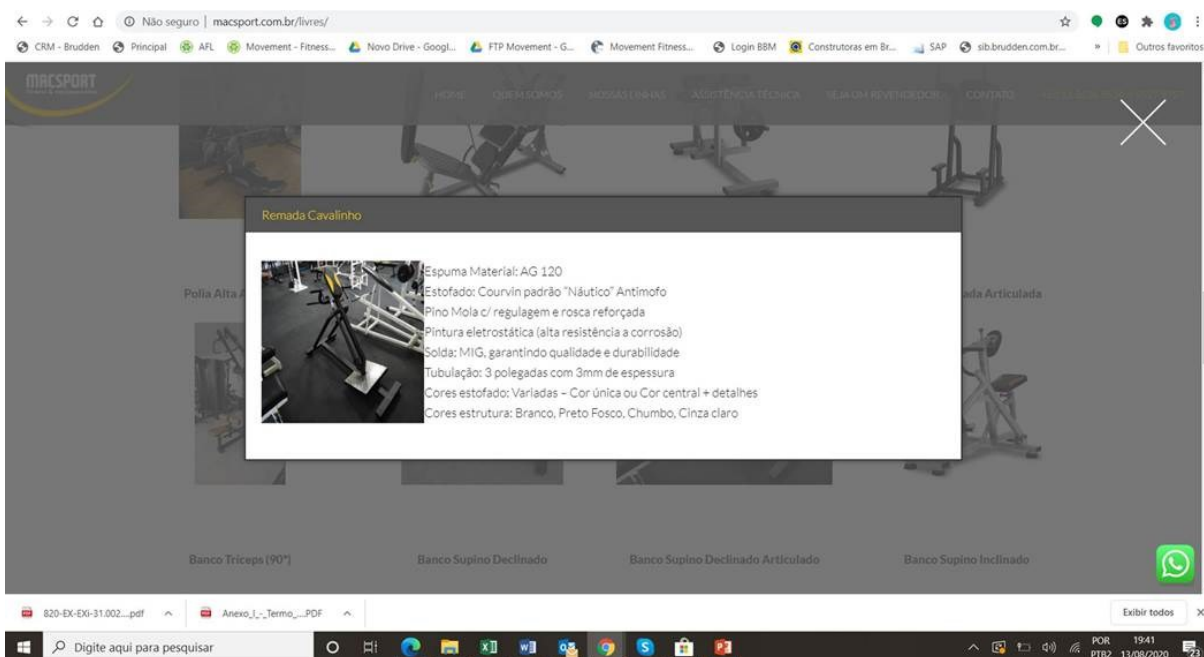 Não seguro | macsport.com.br/livres/
CRM - Brudden Principal AFL Movement - Fitness... Novo Drive - Googl... FTP Movement - G... Movement Fitness... Login BBM Construtoras em Br... SAP sib.brudden.com.br... » Outros favoritos
MACSPORT
HOME QUEM SOMOS NOSSAS LINHAS ASSISTÊNCIA TÉCNICA SEJA UM REVENDEDOR CONTATO
Remada Cavalinho
Espuma Material: AG 120
Estofado: Courvin padrão "Náutico" Antimofo
Pino Mola c/ regulagem e rosca reforçada
Pintura eletrostática (alta resistência a corrosão)
Solda: MIG, garantindo qualidade e durabilidade
Tubulação: 3 polegadas com 3mm de espessura
Cores estofado: Variadas – Cor única ou Cor central + detalhes
Cores estrutura: Branco, Preto Fosco, Chumbo, Cinza claro
Polia Alta Articulada
Banco Tríceps (90°) Banco Supino Declinado Banco Supino Declinado Articulado Banco Supino Inclinado
820-EX-EXi-31.002....pdf Anexo_I_-_Termo_....PDF Exibir todos
Digite aqui para pesquisar
POR 19:41
PTB2 13/08/2020 23